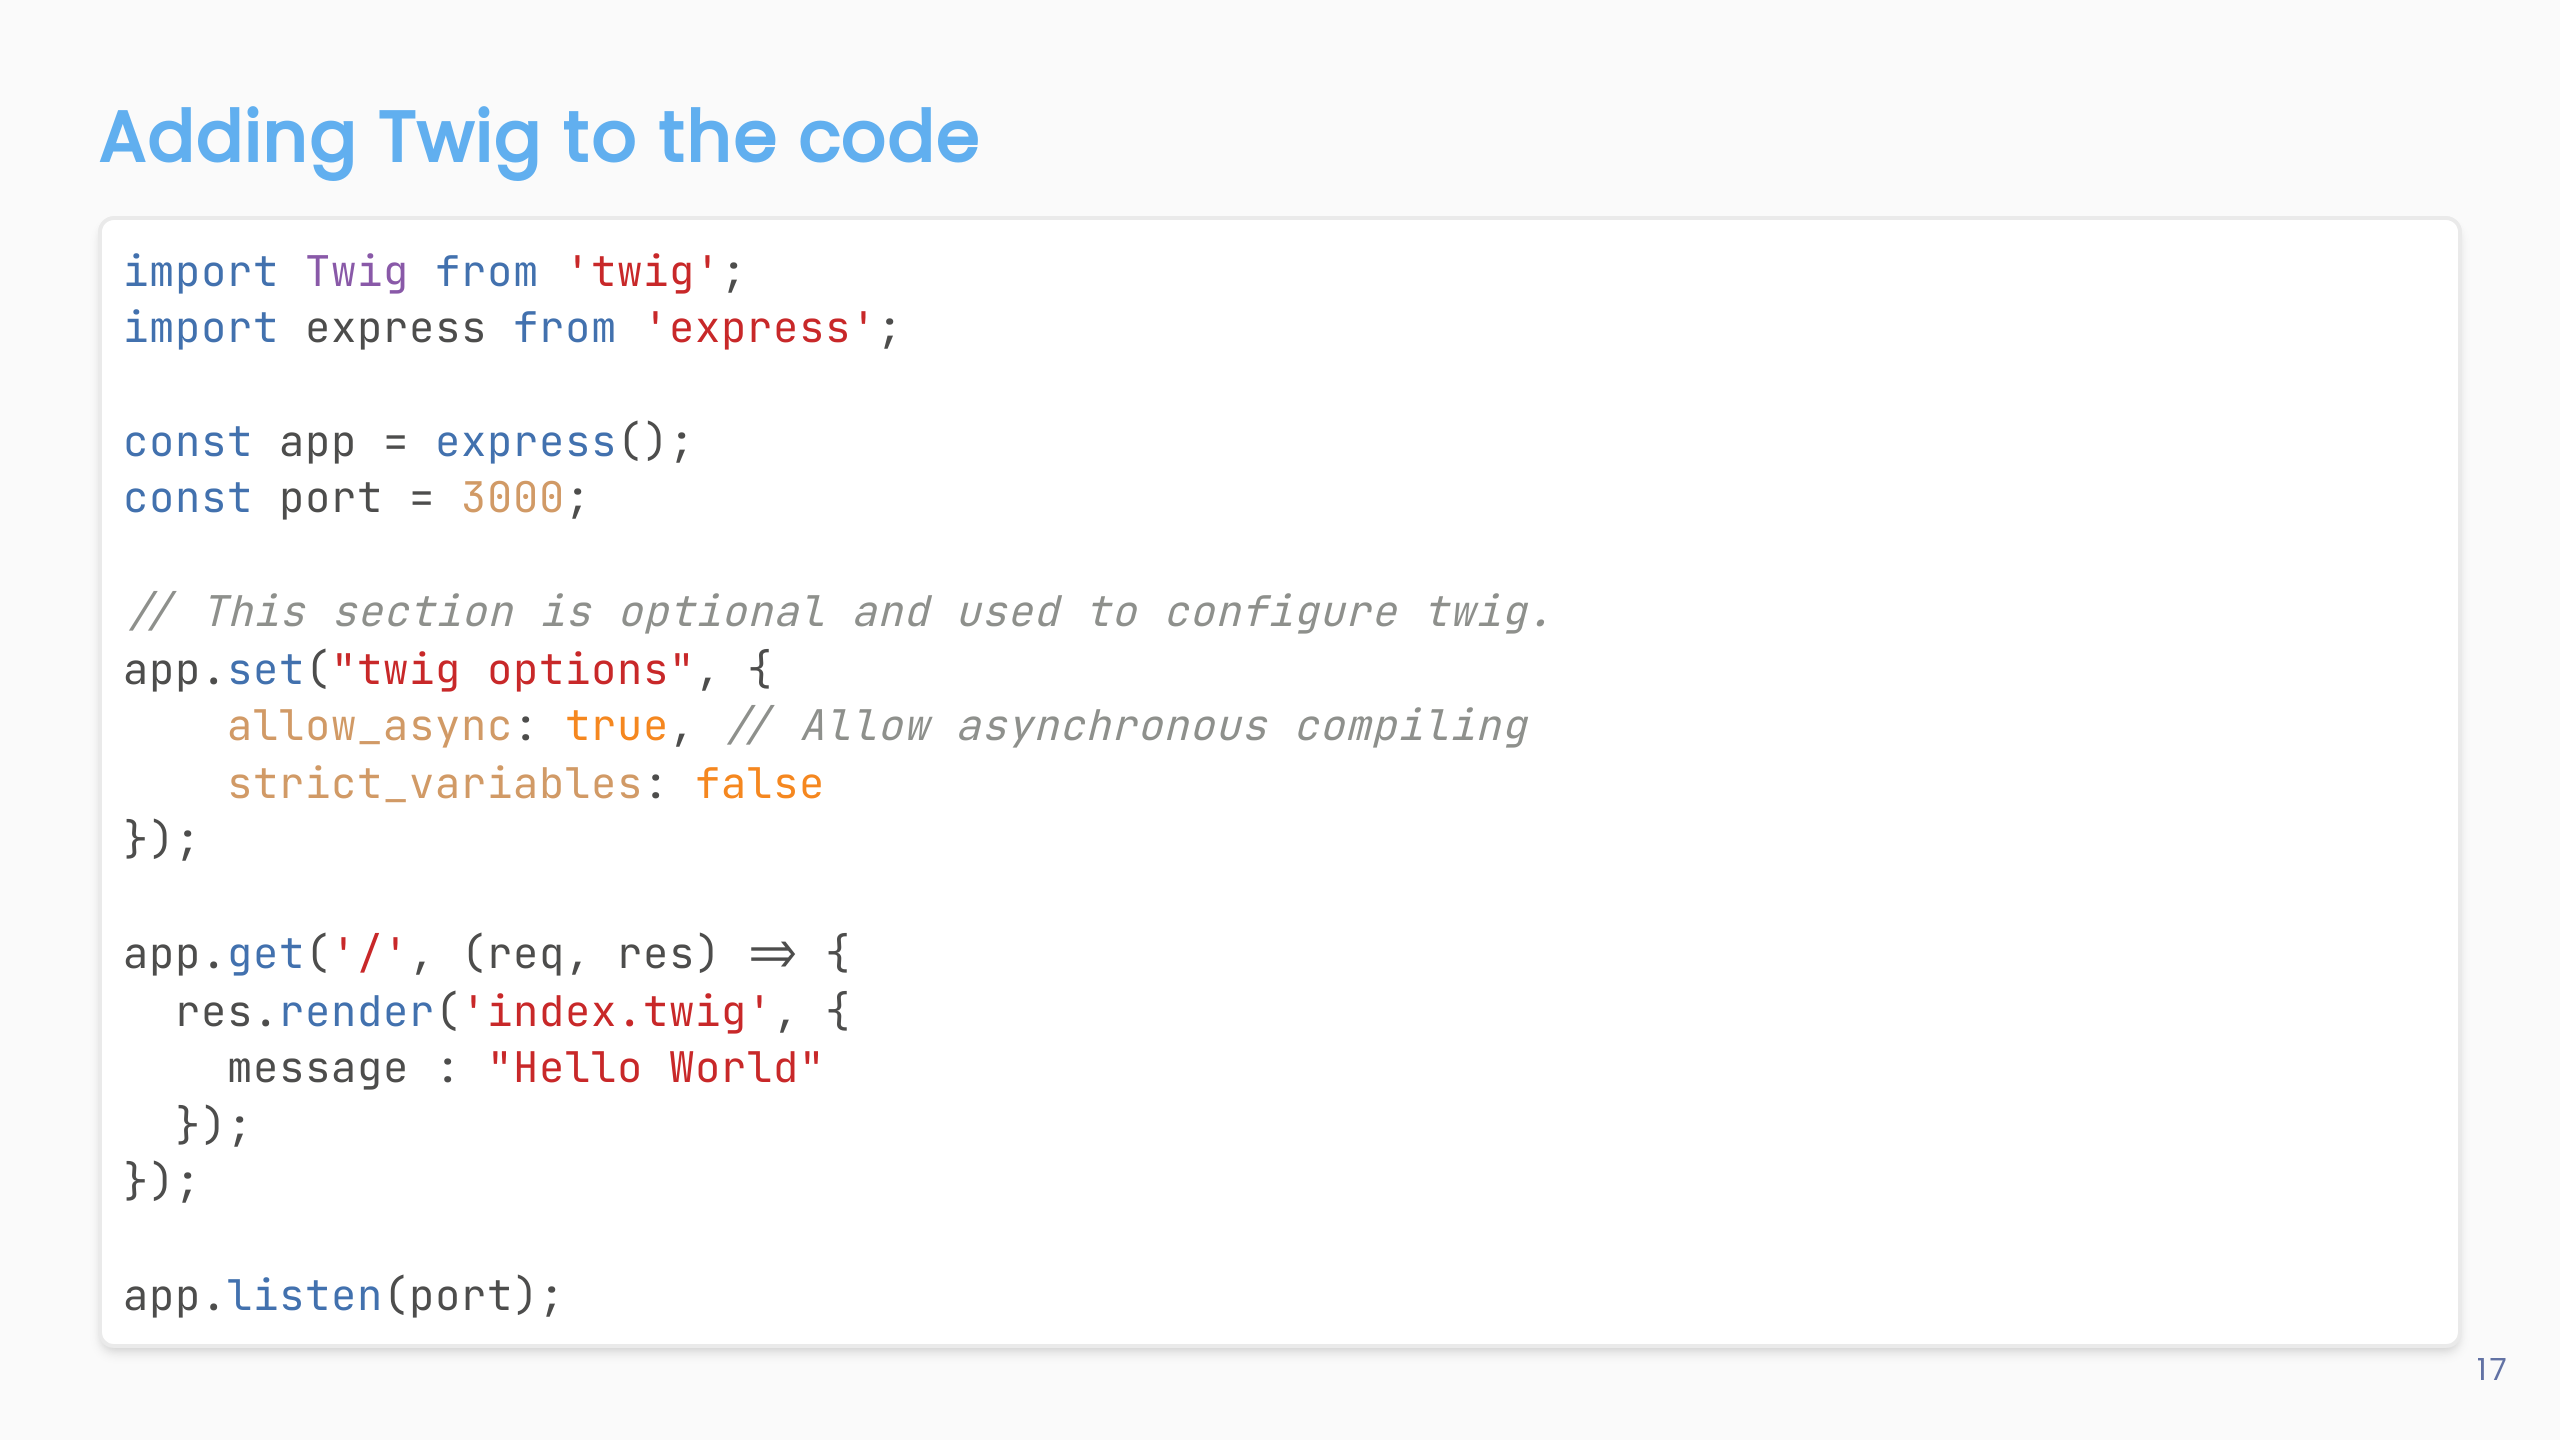 Adding Twig to the code
import Twig from 'twig';
import express from 'express';
const app = express();
const port = 3000;
// This section is optional and used to configure twig.
app.set("twig options", {
    allow_async: true, // Allow asynchronous compiling
    strict_variables: false
});
app.get('/', (req, res) => {
  res.render('index.twig', {
    message : "Hello World"
  });
});
app.listen(port);
17